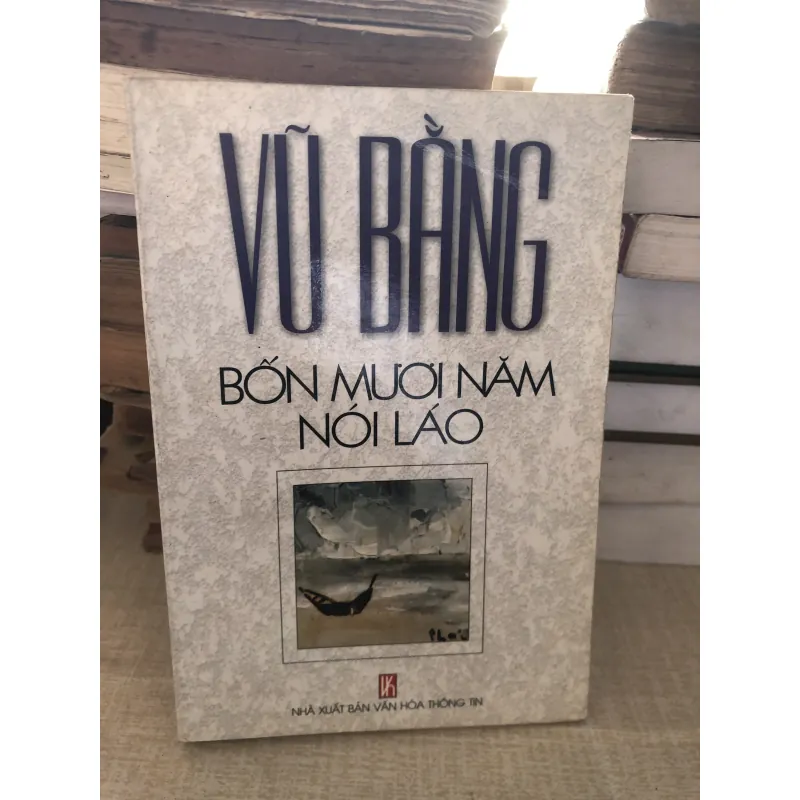 VŨ BẰNG
BỐN MƯƠI NĂM
NÓI LÁO
NHÀ XUẤT BẢN VĂN HÓA THÔNG TIN